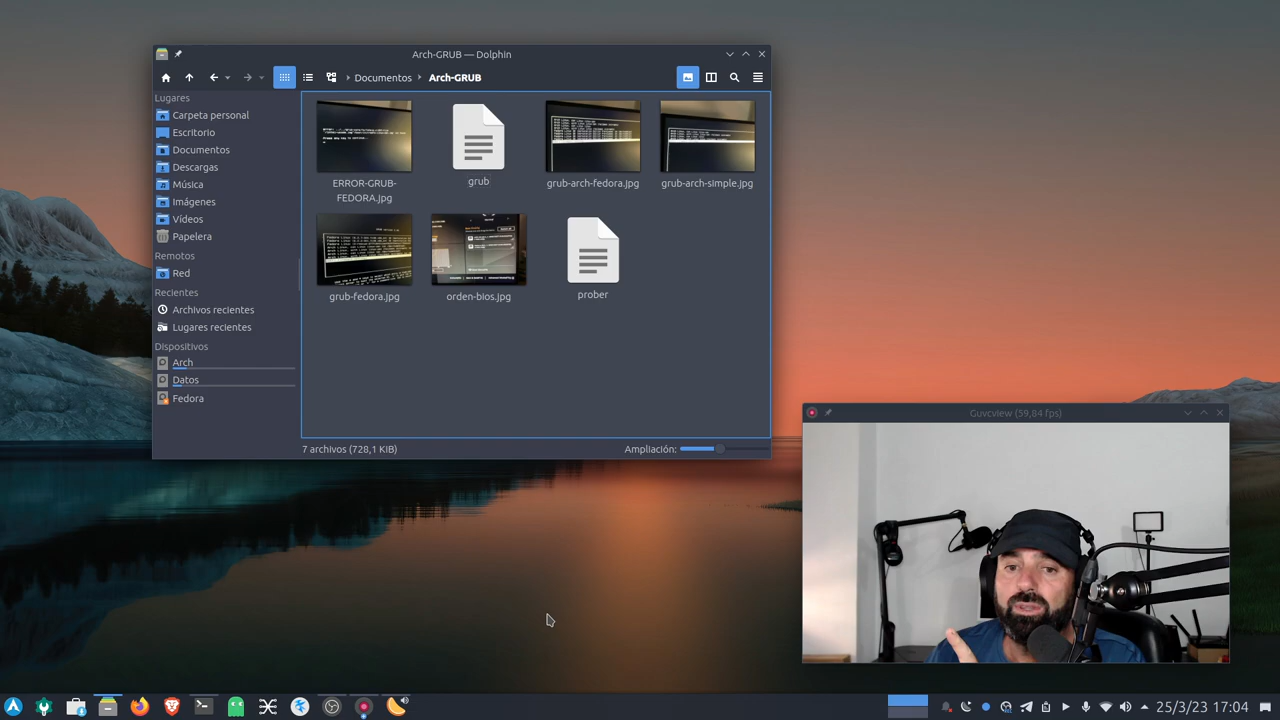 Arch-GRUB — Dolphin
Documentos
Arch-GRUB
Lugares
Carpeta personal
Escritorio
Documentos
Descargas
Música
Imágenes
Vídeos
Papelera
Remotos
Red
Recientes
Archivos recientes
Lugares recientes
Dispositivos
Arch
Datos
Fedora
ERROR-GRUB-
FEDORA.jpg
grub
grub-arch-fedora.jpg
grub-arch-simple.jpg
grub-fedora.jpg
orden-bios.jpg
prober
7 archivos (728,1 KiB)
Ampliación:
Guvcview (59,84 fps)
25/3/23 17:04